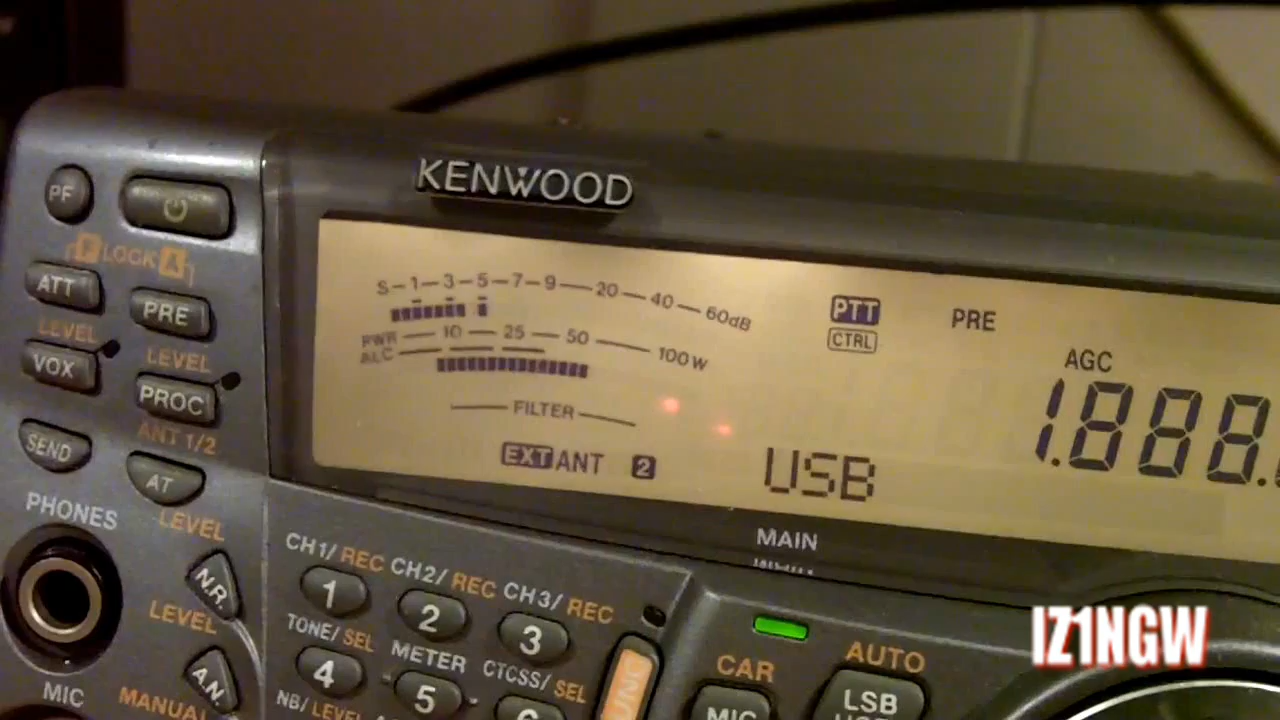 KENWOOD
PF
F LOCK A
ATT
PRE
LEVEL
LEVEL
VOX
PROC
ANT 1/2
SEND
AT
PHONES
LEVEL
N.R.
LEVEL
A.N.
MIC
MANUAL
S 1 3 5 7 9 20 40 60dB
PWR 10 25 50 100 W
ALC
FILTER
EXT ANT 2
PTT
CTRL
PRE
AGC
USB
1.888.
MAIN
CH1/ REC CH2/ REC CH3/ REC
1 2 3
TONE/ SEL METER CTCSS/ SEL
4 5 6
NB/ LEVEL
FUNC
CAR
AUTO
MIC
LSB
USB
IZ1NGW